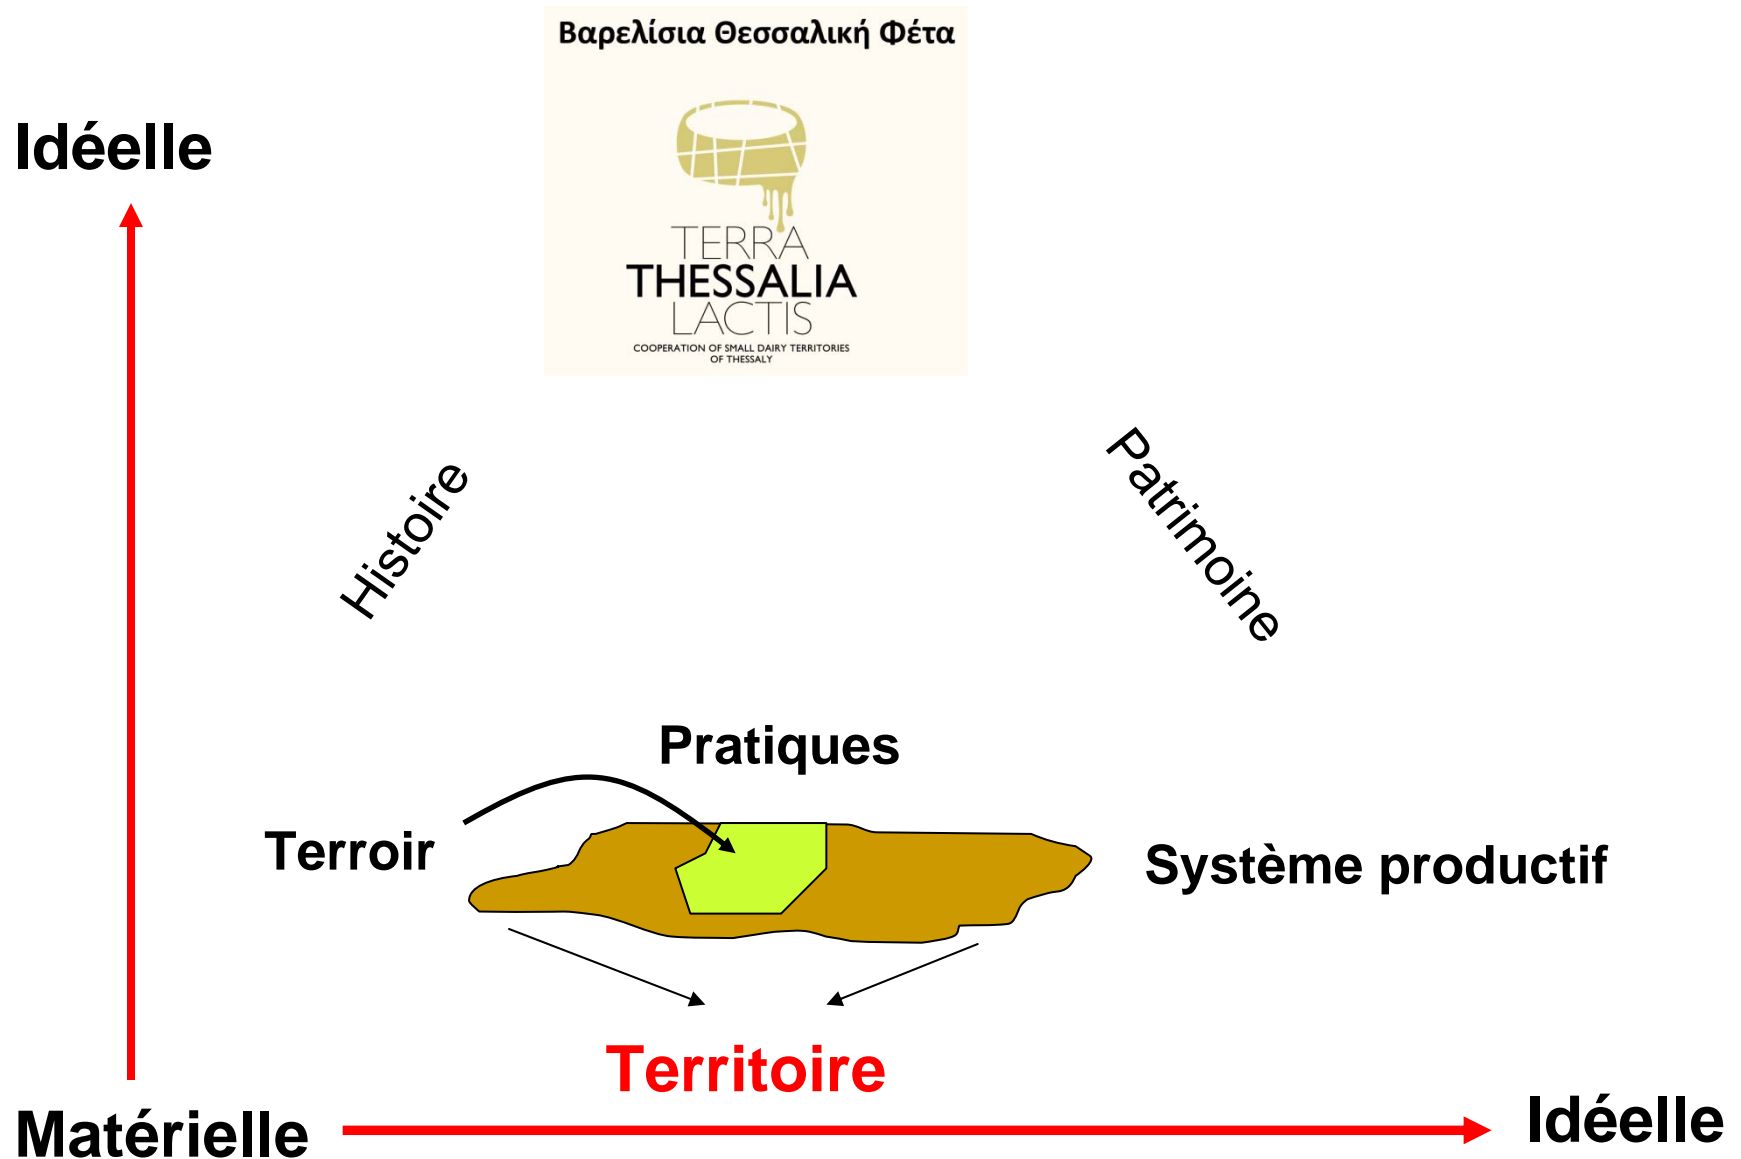 Βαρελίσια Θεσσαλική Φέτα
Idéelle
TERRA
THESSALIA
LACTIS
COOPERATION OF SMALL DAIRY TERRITORIES
OF THESSALY
Histoire
Patrimoine
Pratiques
Terroir
Système productif
Territoire
Matérielle
Idéelle